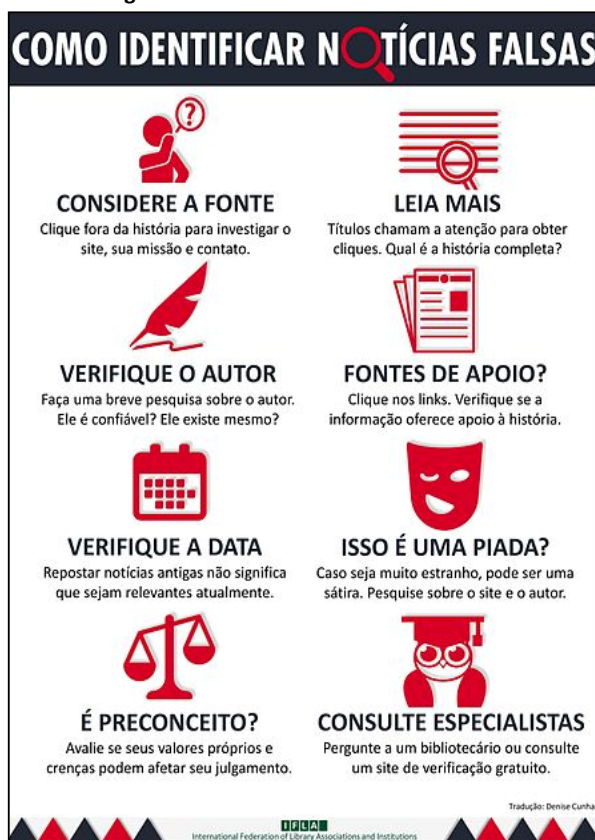 COMO IDENTIFICAR NOTÍCIAS FALSAS
?
CONSIDERE A FONTE
Clique fora da história para investigar o
site, sua missão e contato.
LEIA MAIS
Títulos chamam a atenção para obter
cliques. Qual é a história completa?
VERIFIQUE O AUTOR
Faça uma breve pesquisa sobre o autor.
Ele é confiável? Ele existe mesmo?
FONTES DE APOIO?
Clique nos links. Verifique se a
informação oferece apoio à história.
VERIFIQUE A DATA
Repostar notícias antigas não significa
que sejam relevantes atualmente.
ISSO É UMA PIADA?
Caso seja muito estranho, pode ser uma
sátira. Pesquise sobre o site e o autor.
É PRECONCEITO?
Avalie se seus valores próprios e
crenças podem afetar seu julgamento.
CONSULTE ESPECIALISTAS
Pergunte a um bibliotecário ou consulte
um site de verificação gratuito.
Tradução: Denise Cunha
IFLA
International Federation of Library Associations and Institutions